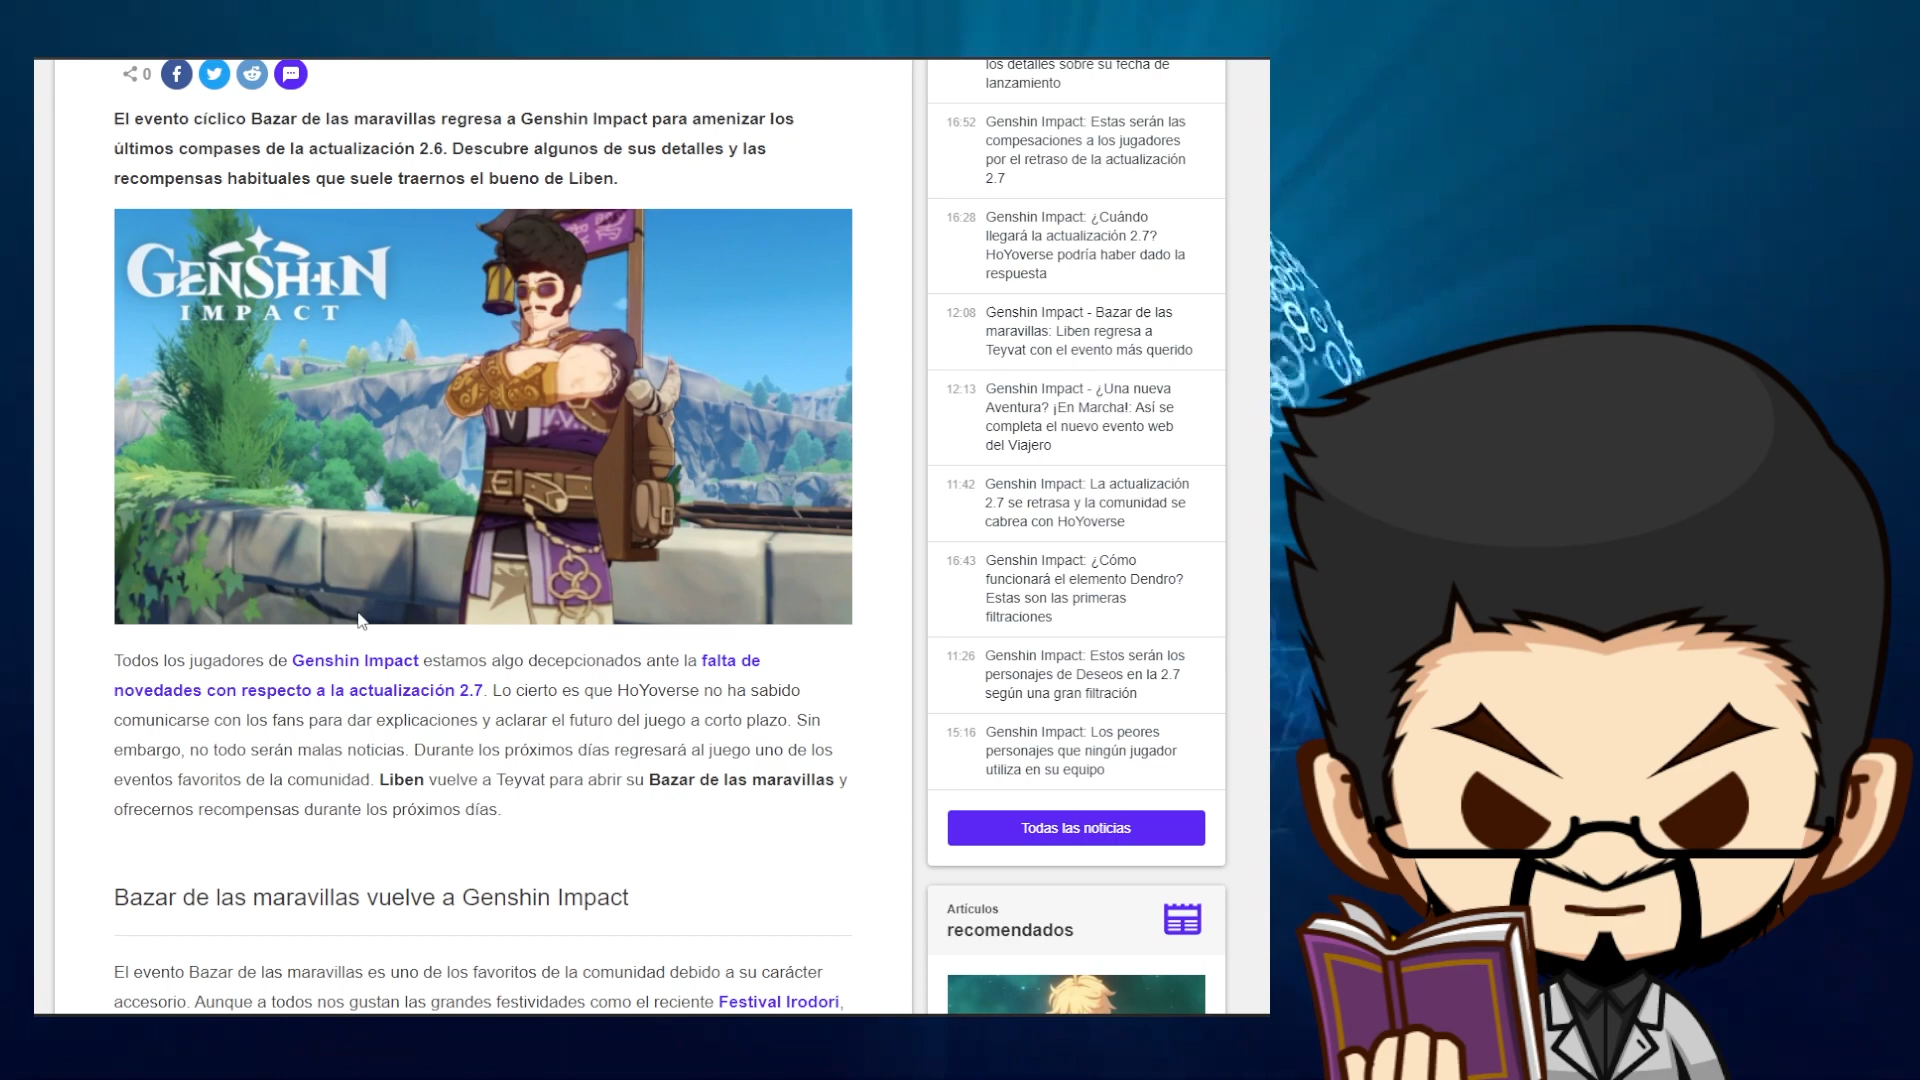 0
El evento cíclico Bazar de las maravillas regresa a Genshin Impact para amenizar los
últimos compases de la actualización 2.6. Descubre algunos de sus detalles y las
recompensas habituales que suele traernos el bueno de Liben.
GENSHIN
IMPACT
Todos los jugadores de Genshin Impact estamos algo decepcionados ante la falta de
novedades con respecto a la actualización 2.7. Lo cierto es que HoYoverse no ha sabido
comunicarse con los fans para dar explicaciones y aclarar el futuro del juego a corto plazo. Sin
embargo, no todo serán malas noticias. Durante los próximos días regresará al juego uno de los
eventos favoritos de la comunidad. Liben vuelve a Teyvat para abrir su Bazar de las maravillas y
ofrecernos recompensas durante los próximos días.
Bazar de las maravillas vuelve a Genshin Impact
El evento Bazar de las maravillas es uno de los favoritos de la comunidad debido a su carácter
accesorio. Aunque a todos nos gustan las grandes festividades como el reciente Festival Irodori,
los detalles sobre su fecha de
lanzamiento
16:52 Genshin Impact: Estas serán las
compesaciones a los jugadores
por el retraso de la actualización
2.7
16:28 Genshin Impact: ¿Cuándo
llegará la actualización 2.7?
HoYoverse podría haber dado la
respuesta
12:08 Genshin Impact - Bazar de las
maravillas: Liben regresa a
Teyvat con el evento más querido
12:13 Genshin Impact - ¿Una nueva
Aventura? ¡En Marcha!: Así se
completa el nuevo evento web
del Viajero
11:42 Genshin Impact: La actualización
2.7 se retrasa y la comunidad se
cabrea con HoYoverse
16:43 Genshin Impact: ¿Cómo
funcionará el elemento Dendro?
Estas son las primeras
filtraciones
11:26 Genshin Impact: Estos serán los
personajes de Deseos en la 2.7
según una gran filtración
15:16 Genshin Impact: Los peores
personajes que ningún jugador
utiliza en su equipo
Todas las noticias
Artículos
recomendados